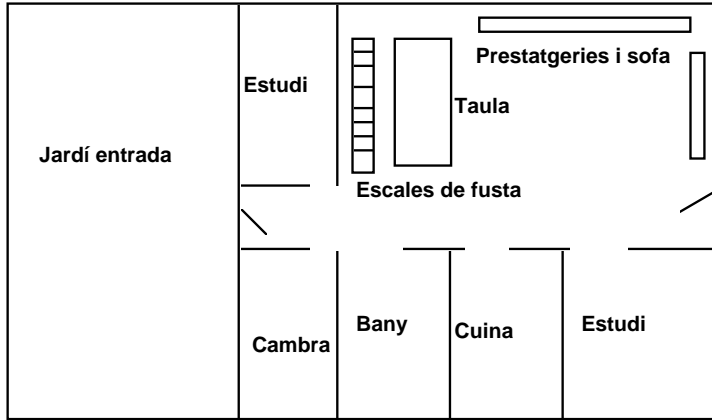 Prestatgeries i sofa
Estudi
Taula
Jardí entrada
Escales de fusta
Cambra
Bany
Cuina
Estudi